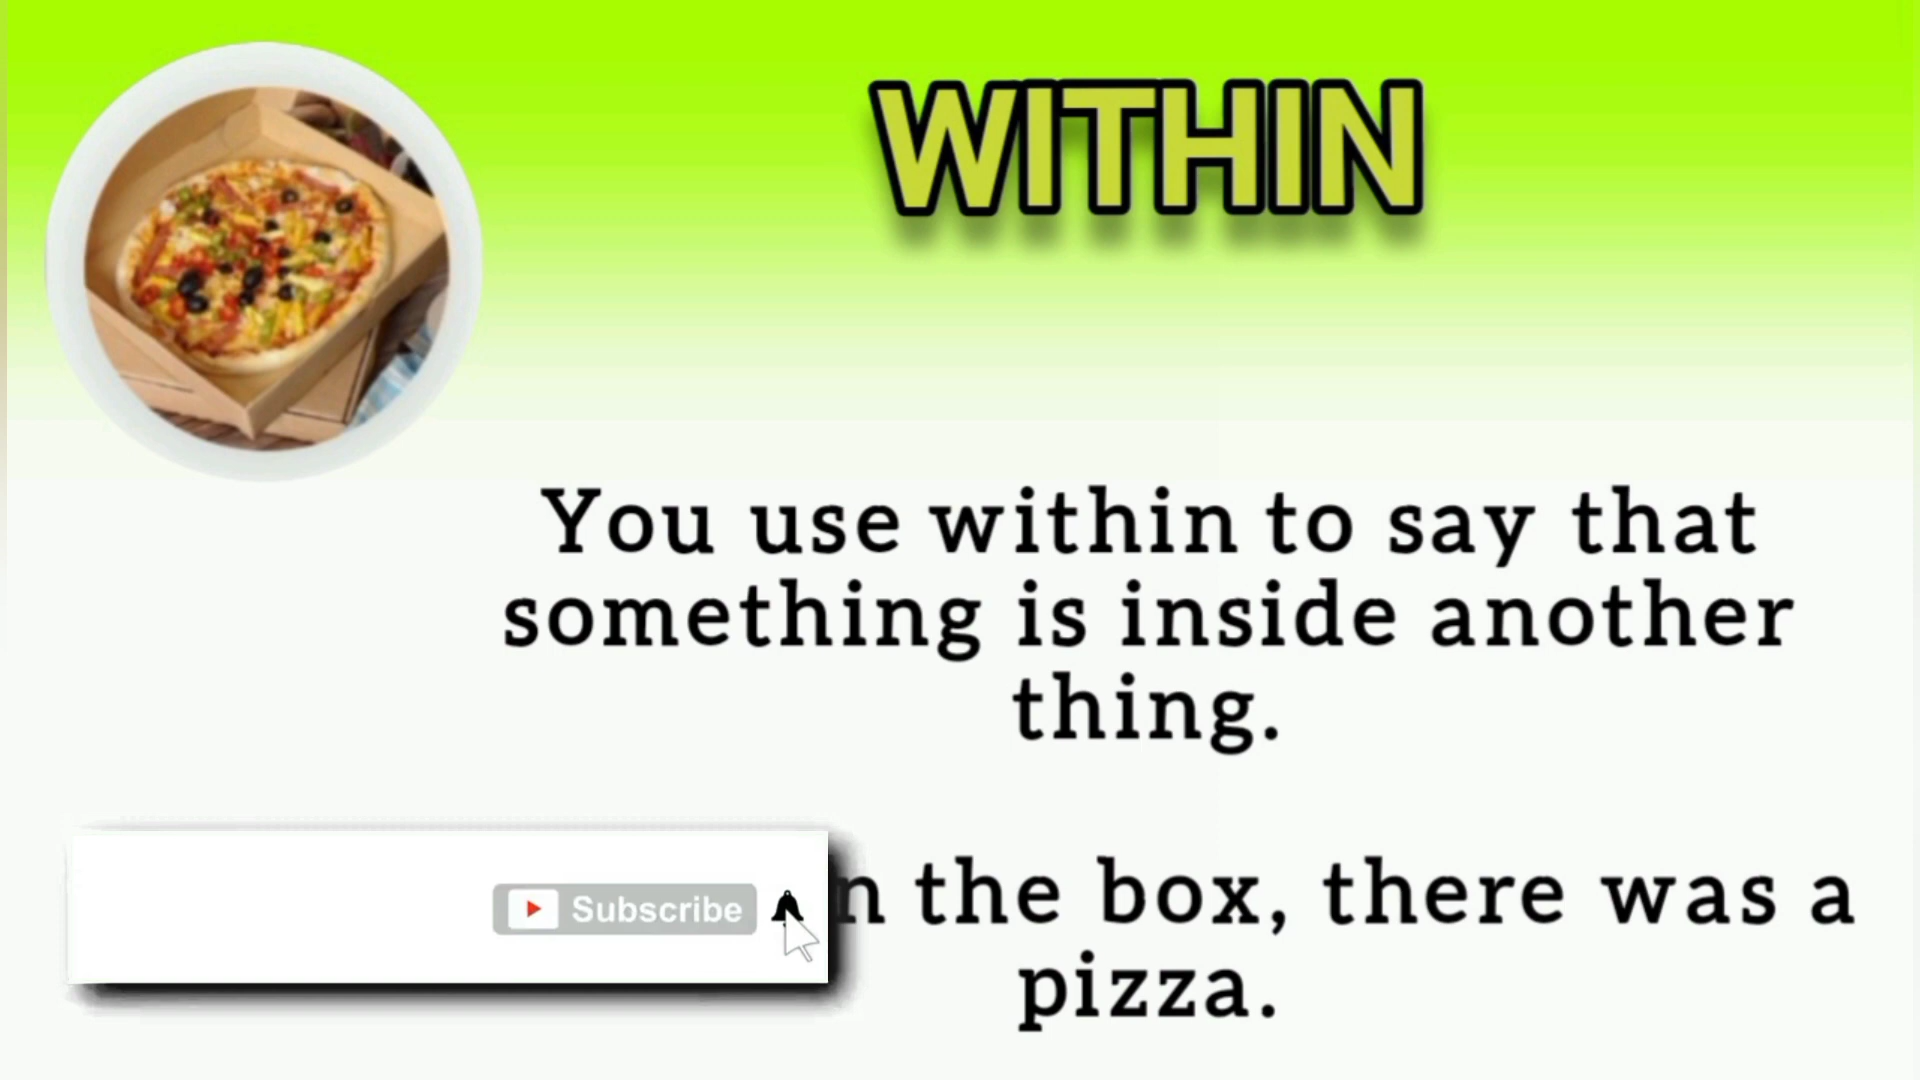 WITHIN
You use within to say that
something is inside another
thing.
Subscribe
the box, there was a
pizza.